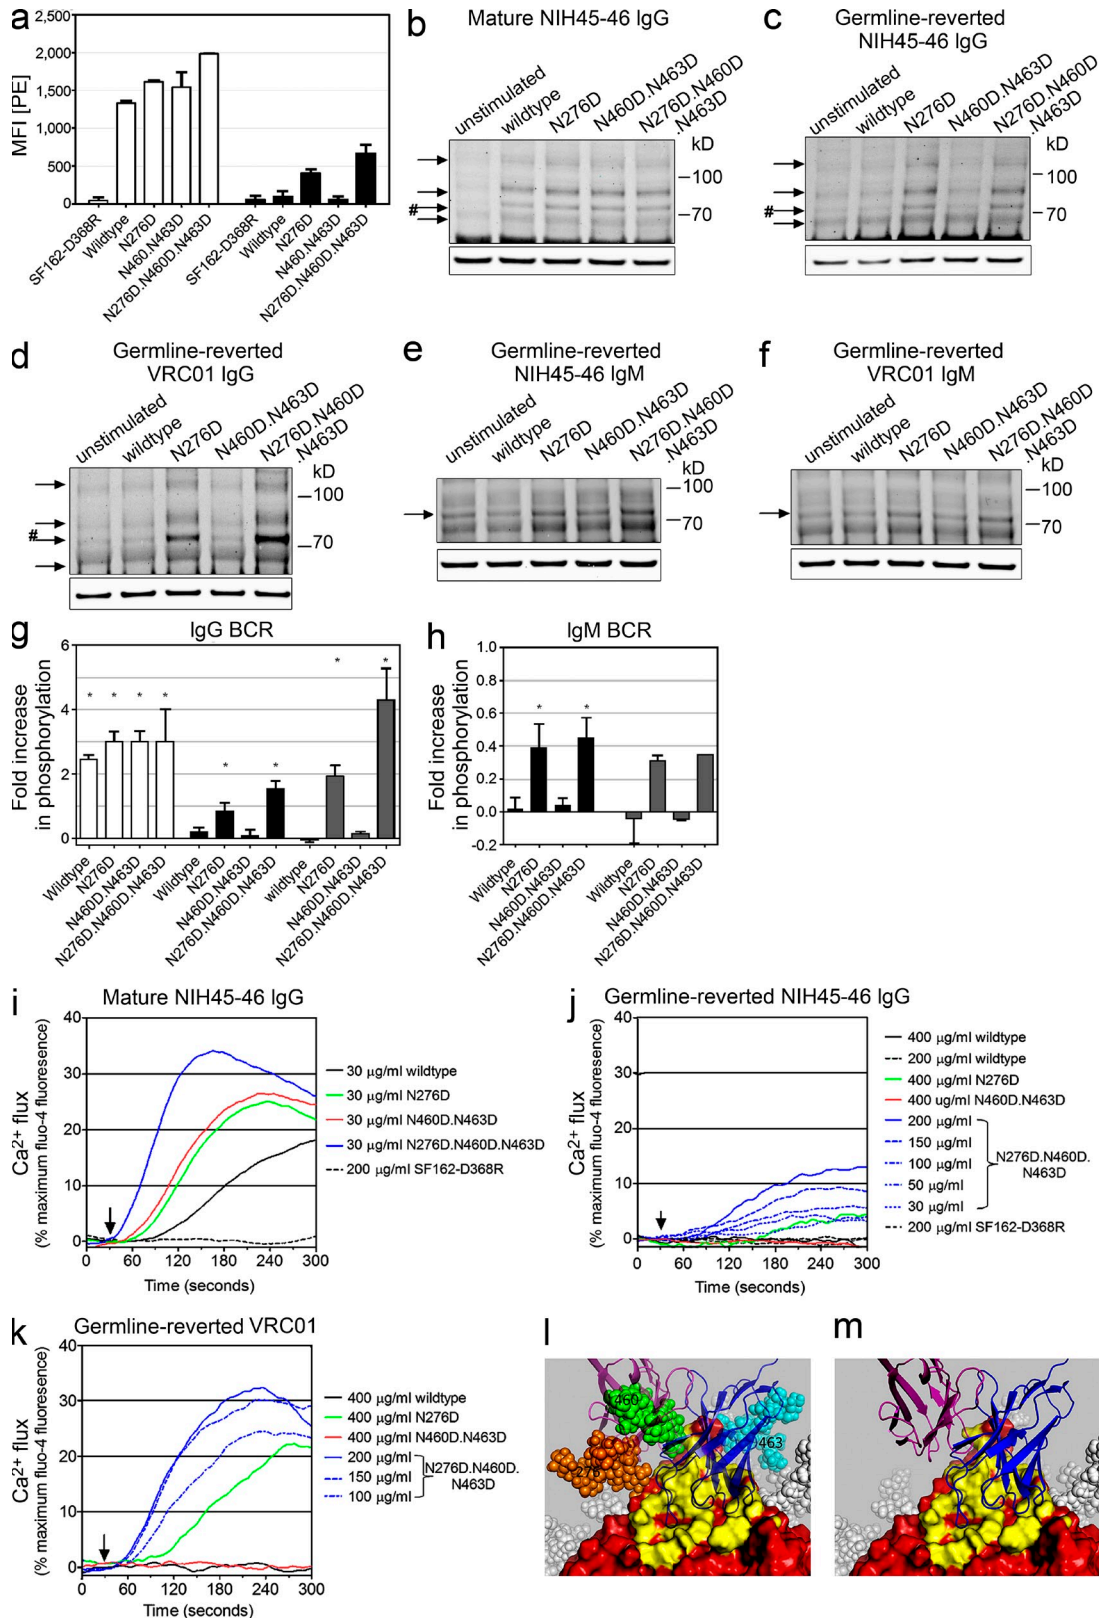 a
MFI [PE]
2,500
2,000
1,500
1,000
500
0
SF162-D368R
Wildtype
N276D
N460.N463D
N276D.N460D.N463D
SF162-D368R
Wildtype
N276D
N460.N463D
N276D.N460D.N463D
b
Mature NIH45-46 IgG
unstimulated
wildtype
N276D
N460D.N463D
N276D.N460D
.N463D
kD
100
70
#
c
Germline-reverted
NIH45-46 IgG
unstimulated
wildtype
N276D
N460D.N463D
N276D.N460D
.N463D
kD
100
70
#
d
Germline-reverted
VRC01 IgG
unstimulated
wildtype
N276D
N460D.N463D
N276D.N460D
.N463D
kD
100
70
#
e
Germline-reverted
NIH45-46 IgM
unstimulated
wildtype
N276D
N460D.N463D
N276D.N460D
.N463D
kD
100
70
f
Germline-reverted
VRC01 IgM
unstimulated
wildtype
N276D
N460D.N463D
N276D.N460D
.N463D
kD
100
70
g
IgG BCR
Fold increase
in phosphorylation
6
4
2
0
* * * * * * * *
Wildtype
N276D
N460D.N463D
N276D.N460D.N463D
Wildtype
N276D
N460D.N463D
N276D.N460D.N463D
wildtype
N276D
N460D.N463D
N276D.N460D.N463D
h
IgM BCR
Fold increase
in phosphorylation
1.0
0.8
0.6
0.4
0.2
0.0
-0.2
* *
Wildtype
N276D
N460D.N463D
N276D.N460D.N463D
Wildtype
N276D
N460D.N463D
N276D.N460D.N463D
i
Mature NIH45-46 IgG
Ca2+ flux
(% maximum fluo-4 fluoresence)
40
30
20
10
0
0 60 120 180 240 300
Time (seconds)
30 µg/ml wildtype
30 µg/ml N276D
30 µg/ml N460D.N463D
30 µg/ml N276D.N460D.N463D
200 µg/ml SF162-D368R
j
Germline-reverted NIH45-46 IgG
Ca2+ flux
(% maximum fluo-4 fluoresence)
40
30
20
10
0
0 60 120 180 240 300
Time (seconds)
400 µg/ml wildtype
200 µg/ml wildtype
400 µg/ml N276D
400 ug/ml N460D.N463D
200 µg/ml
150 µg/ml
100 µg/ml
50 µg/ml
30 µg/ml
N276D.N460D.
N463D
200 µg/ml SF162-D368R
k
Germline-reverted VRC01
Ca2+ flux
(% maximum fluo-4 fluoresence)
40
30
20
10
0
0 60 120 180 240 300
Time (seconds)
400 µg/ml wildtype
400 µg/ml N276D
400 µg/ml N460D.N463D
200 µg/ml
150 µg/ml
100 µg/ml
N276D.N460D.
N463D
l
460
276
463
m